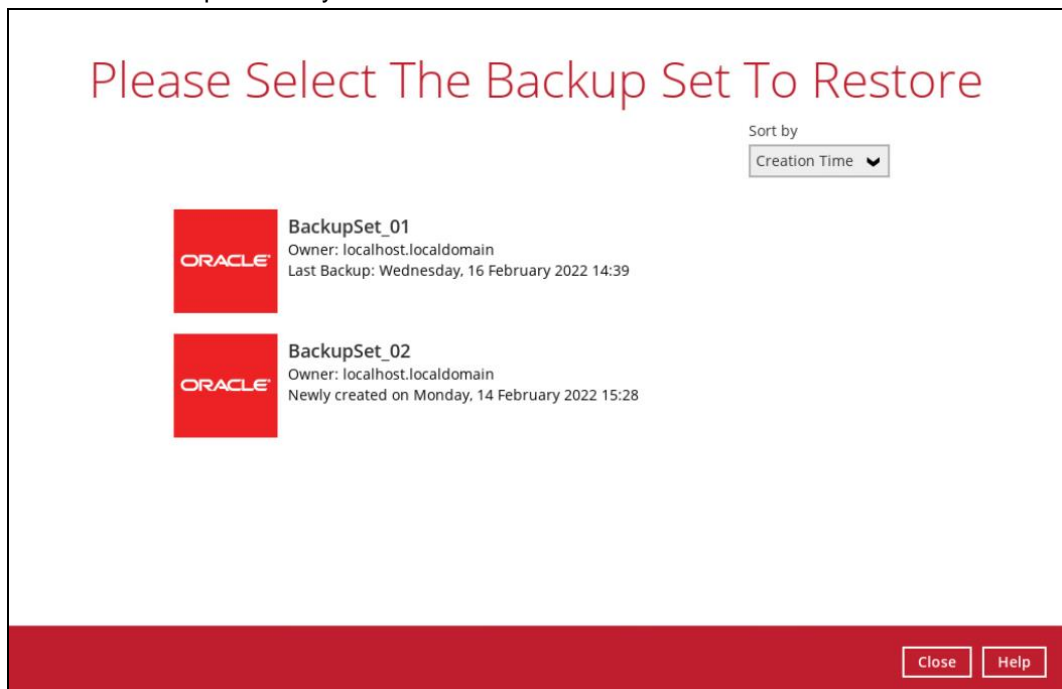 Please Select The Backup Set To Restore
Sort by
Creation Time
ORACLE
BackupSet_01
Owner: localhost.localdomain
Last Backup: Wednesday, 16 February 2022 14:39
ORACLE
BackupSet_02
Owner: localhost.localdomain
Newly created on Monday, 14 February 2022 15:28
Close Help